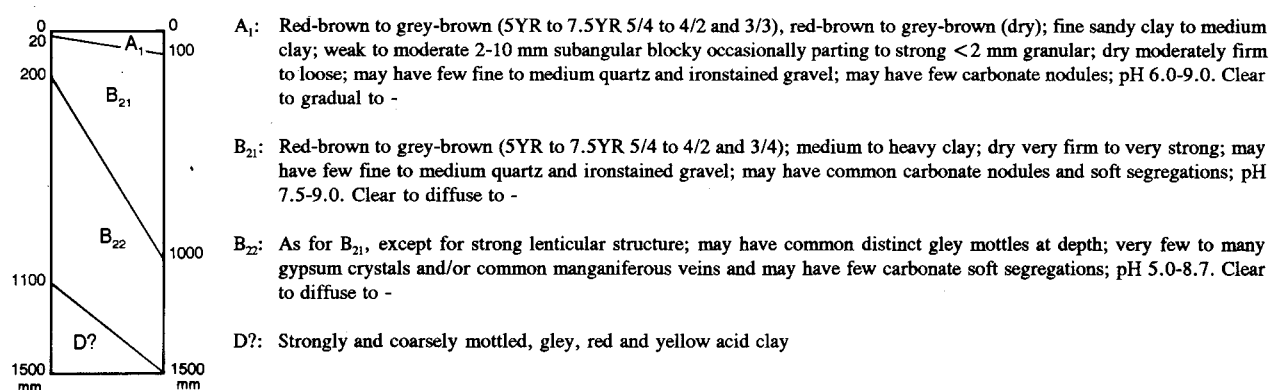 0 0
20 A₁ 100
200
B₂₁
B₂₂
1000
1100
D?
1500 1500
mm mm
A₁: Red-brown to grey-brown (5YR to 7.5YR 5/4 to 4/2 and 3/3), red-brown to grey-brown (dry); fine sandy clay to medium
clay; weak to moderate 2-10 mm subangular blocky occasionally parting to strong <2 mm granular; dry moderately firm
to loose; may have few fine to medium quartz and ironstained gravel; may have few carbonate nodules; pH 6.0-9.0. Clear
to gradual to -
B₂₁: Red-brown to grey-brown (5YR to 7.5YR 5/4 to 4/2 and 3/4); medium to heavy clay; dry very firm to very strong; may
have few fine to medium quartz and ironstained gravel; may have common carbonate nodules and soft segregations; pH
7.5-9.0. Clear to diffuse to -
B₂₂: As for B₂₁, except for strong lenticular structure; may have common distinct gley mottles at depth; very few to many
gypsum crystals and/or common manganiferous veins and may have few carbonate soft segregations; pH 5.0-8.7. Clear
to diffuse to -
D?: Strongly and coarsely mottled, gley, red and yellow acid clay